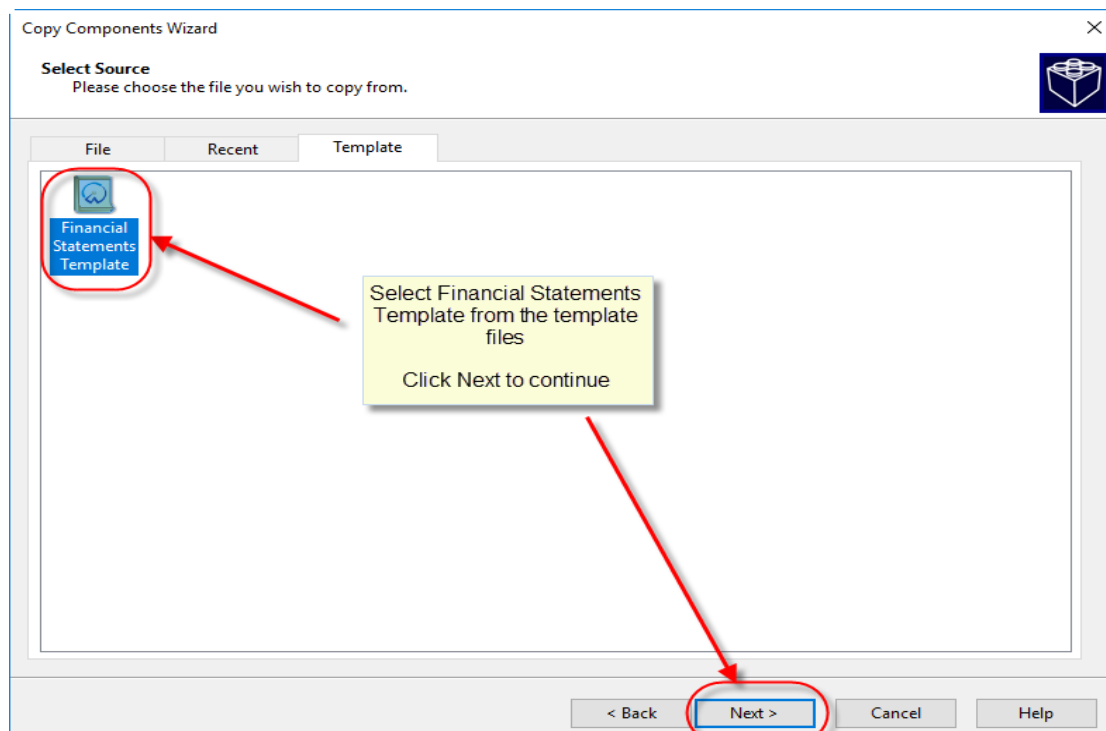 Copy Components Wizard
Select Source
Please choose the file you wish to copy from.
File
Recent
Template
Financial
Statements
Template
Select Financial Statements
Template from the template
files
Click Next to continue
< Back
Next >
Cancel
Help